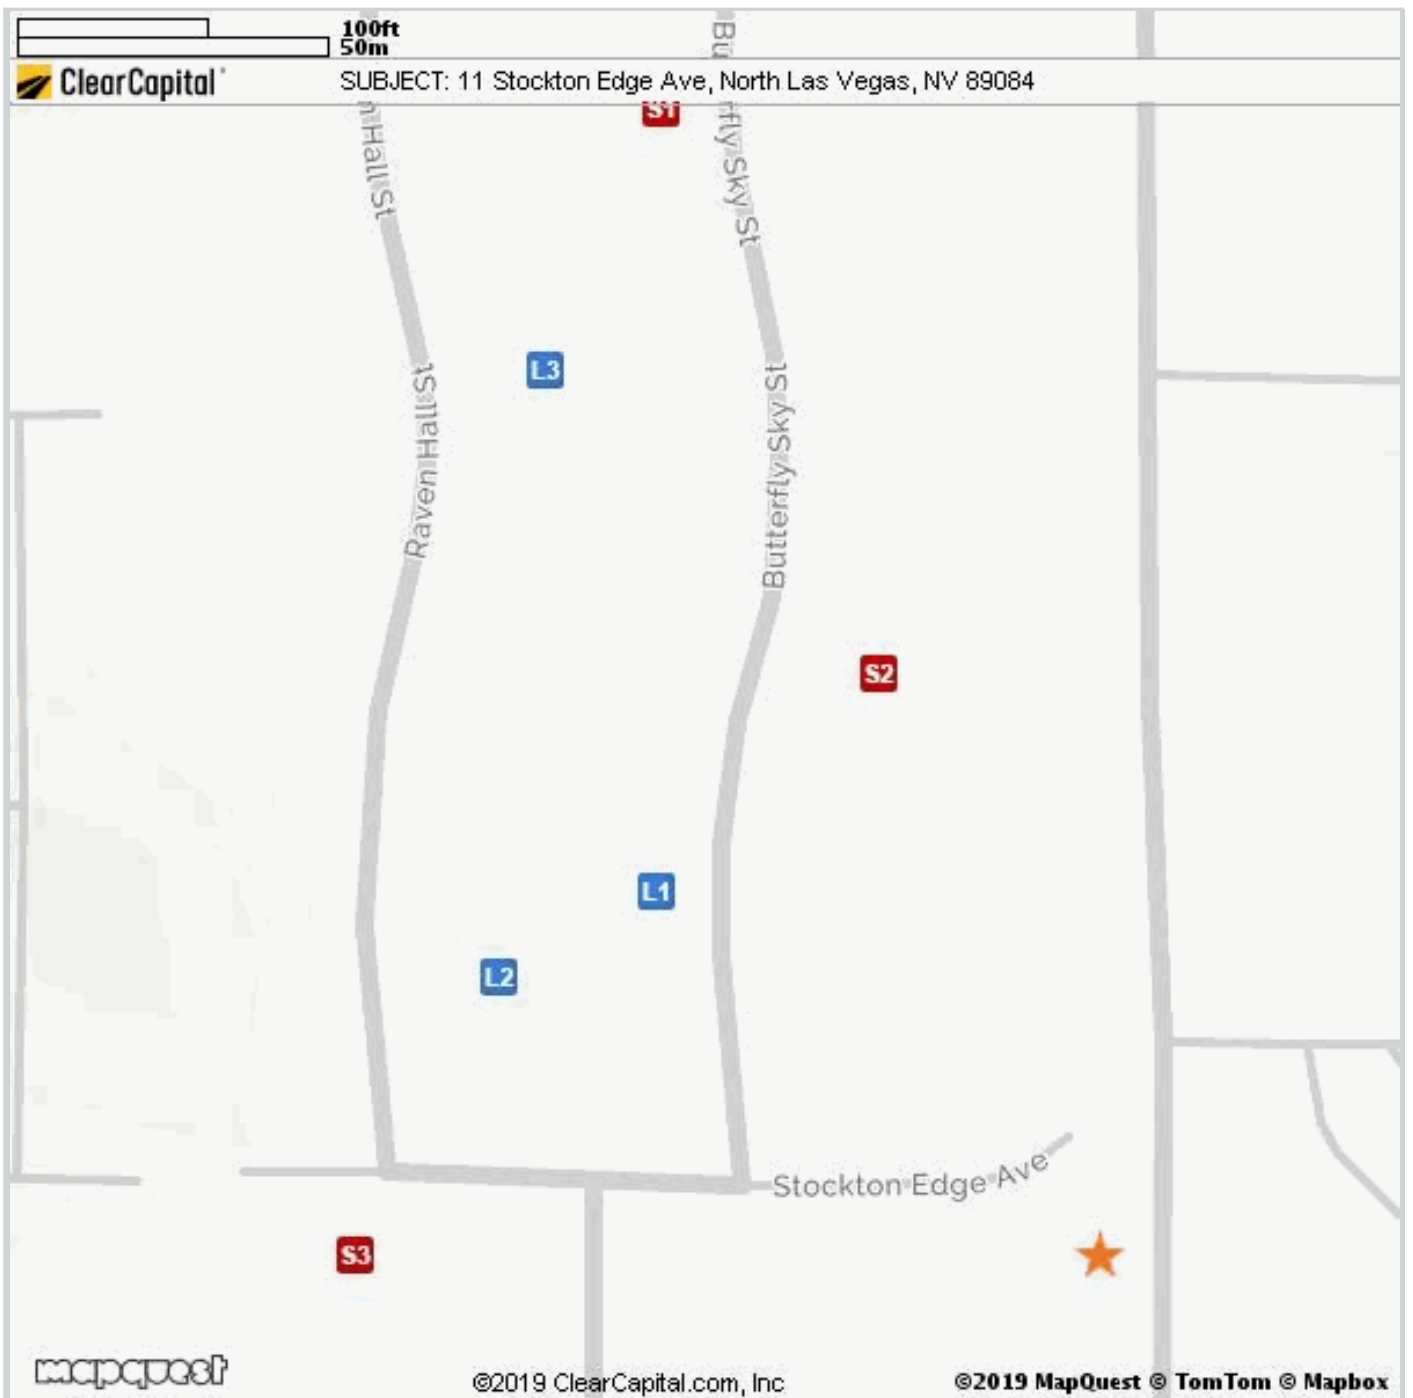 100ft
50m
ClearCapital
SUBJECT: 11 Stockton Edge Ave, North Las Vegas, NV 89084
Bu
S1
n Hall St
rfly Sky St
L3
Raven Hall St
Butterfly Sky St
S2
L1
L2
Stockton Edge Ave
S3
mapquest
©2019 ClearCapital.com, Inc
©2019 MapQuest © TomTom © Mapbox